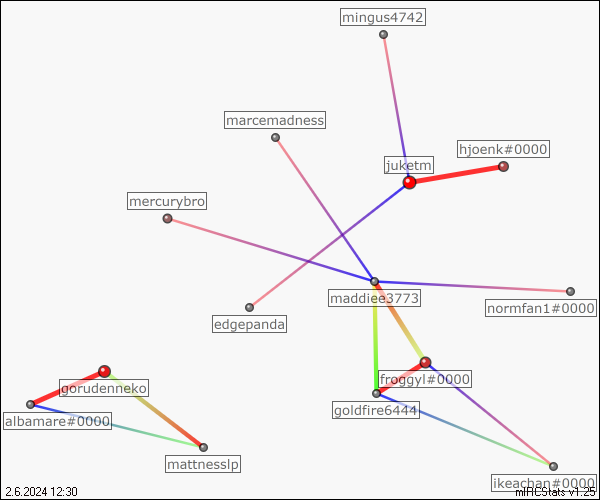 mingus4742
marcemadness
hjoenk#0000
juketm
mercurybro
maddiee3773
normfan1#0000
edgepanda
froggyl#0000
gorudenneko
goldfire6444
albamare#0000
mattnesslp
ikeachan#0000
2.6.2024 12:30
mIRCStats v1.25